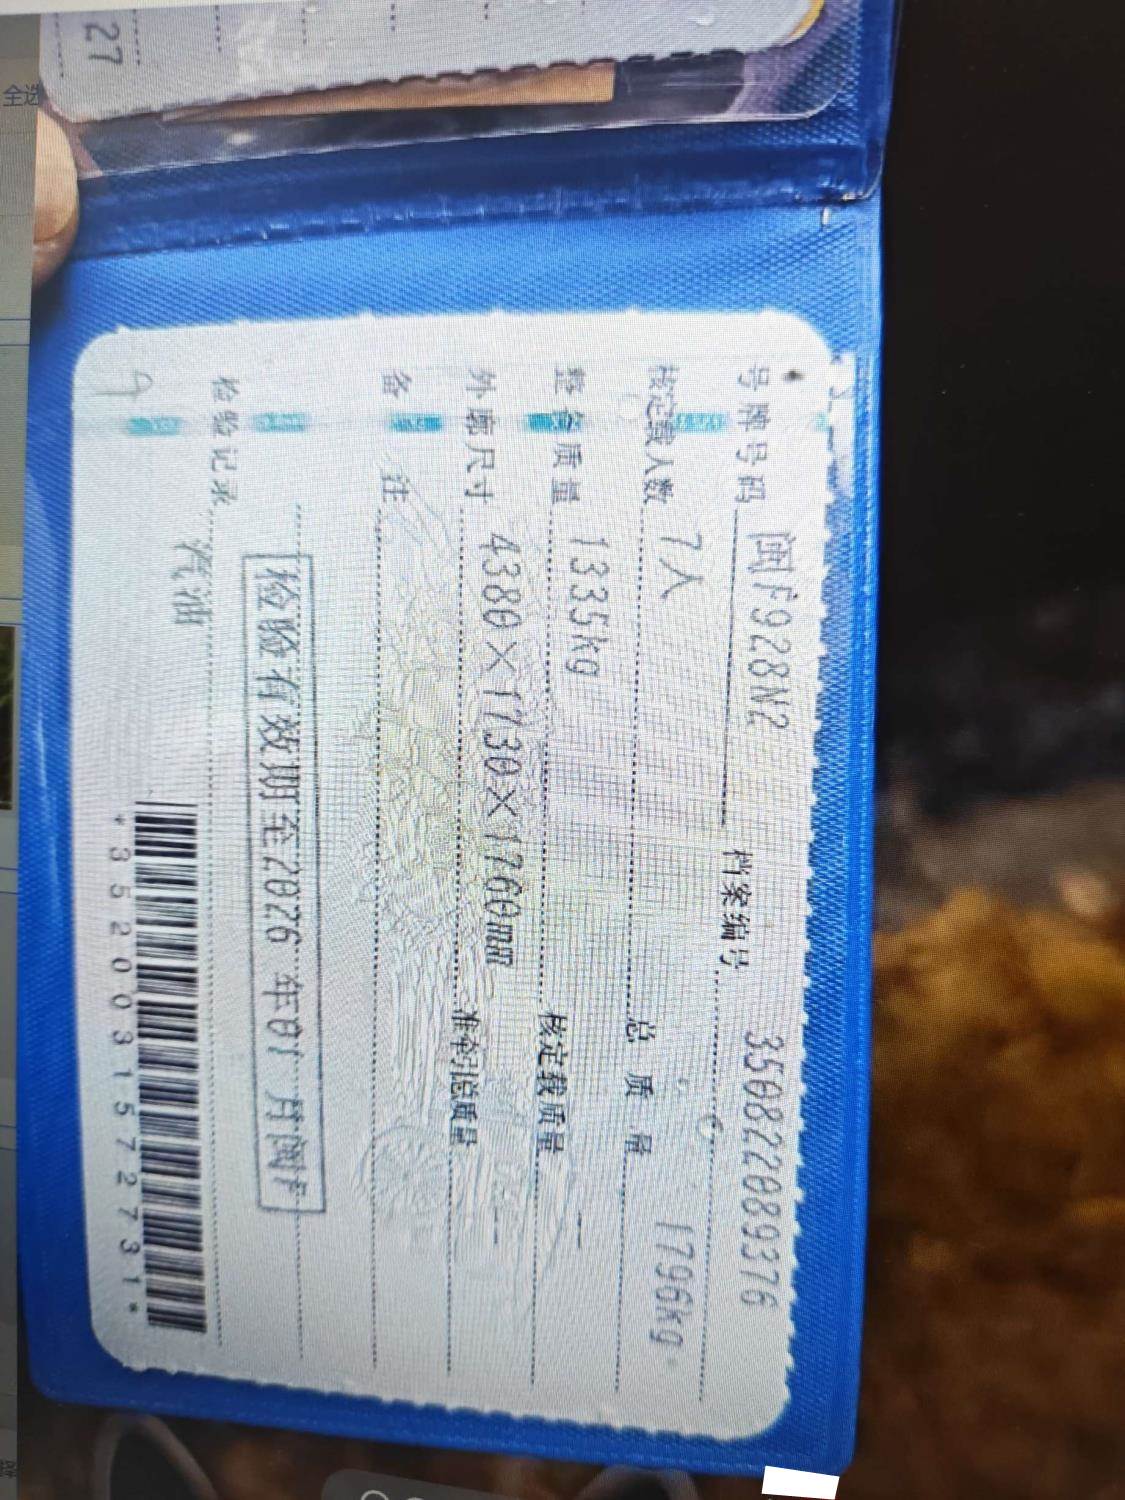 27
全选
号牌号码 闽F928N2 档案编号 350822089376
核定载人数 7人 总质量 1796kg
整备质量 1335kg 核定载质量 --
外廓尺寸 4380×1730×1760mm 准牵引总质量 --
备注
检验有效期至2026年01月闽F
检验记录
汽油
*3520031572731*